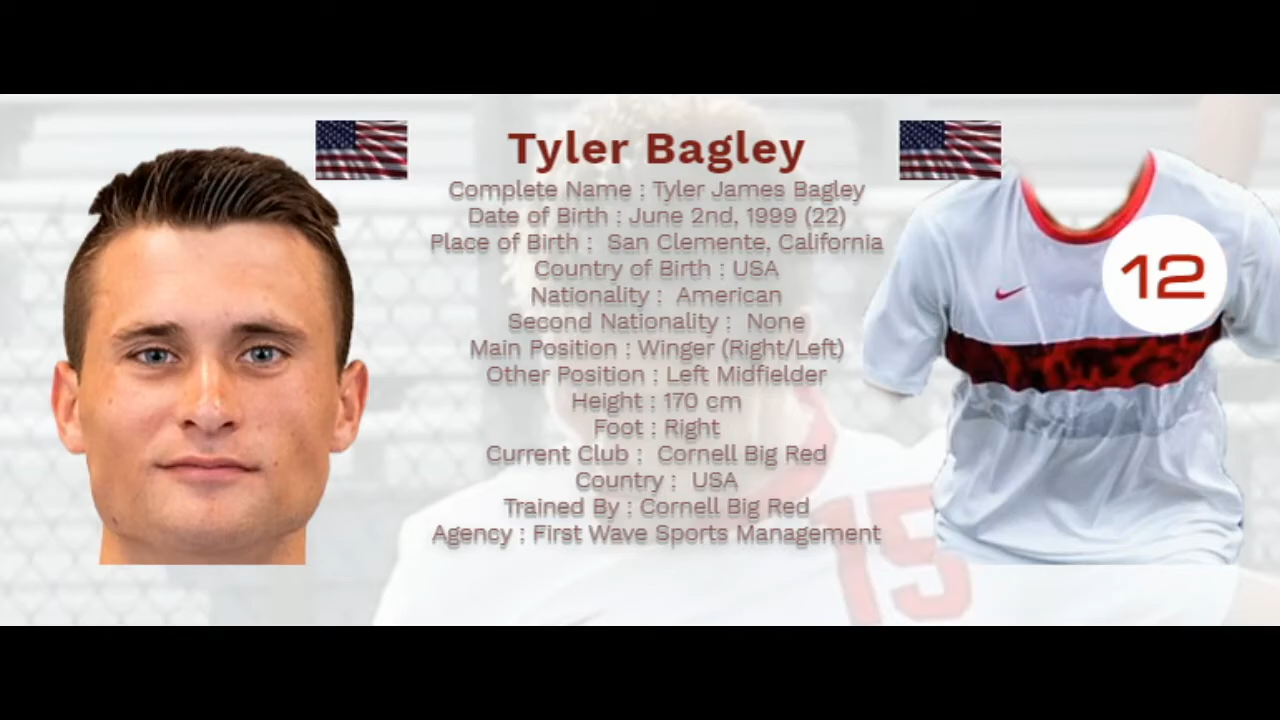 Tyler Bagley
Complete Name : Tyler James Bagley
Date of Birth : June 2nd, 1999 (22)
Place of Birth :  San Clemente, California
Country of Birth : USA
Nationality :  American
Second Nationality :  None
Main Position : Winger (Right/Left)
Other Position : Left Midfielder
Height : 170 cm
Foot : Right
Current Club :  Cornell Big Red
Country :  USA
Trained By : Cornell Big Red
Agency : First Wave Sports Management
12
15